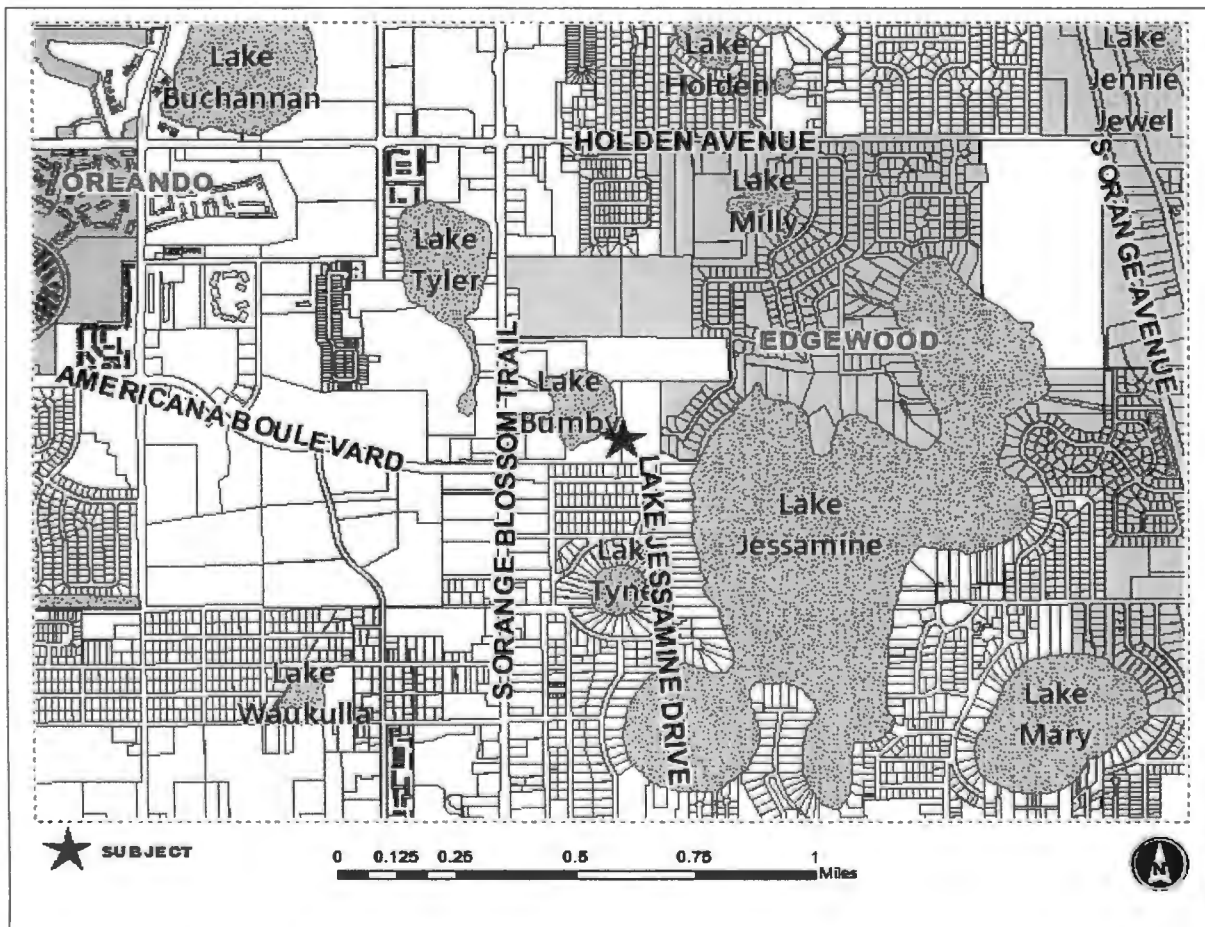 Lake
Buchannan
Lake
Holden
Lake
Jennie
Jewel
HOLDEN AVENUE
ORLANDO
Lake
Milly
S ORANGE AVENUE
Lake
Tyler
EDGEWOOD
AMERICANA BOULEVARD
S ORANGE BLOSSOM TRAIL
Lake
Bumby
LAKE JESSAMINE DRIVE
Lake
Jessamine
Lake
Tyner
Lake
Waukulla
Lake
Mary
SUBJECT
0 0.125 0.25 0.5 0.75 1
Miles
N